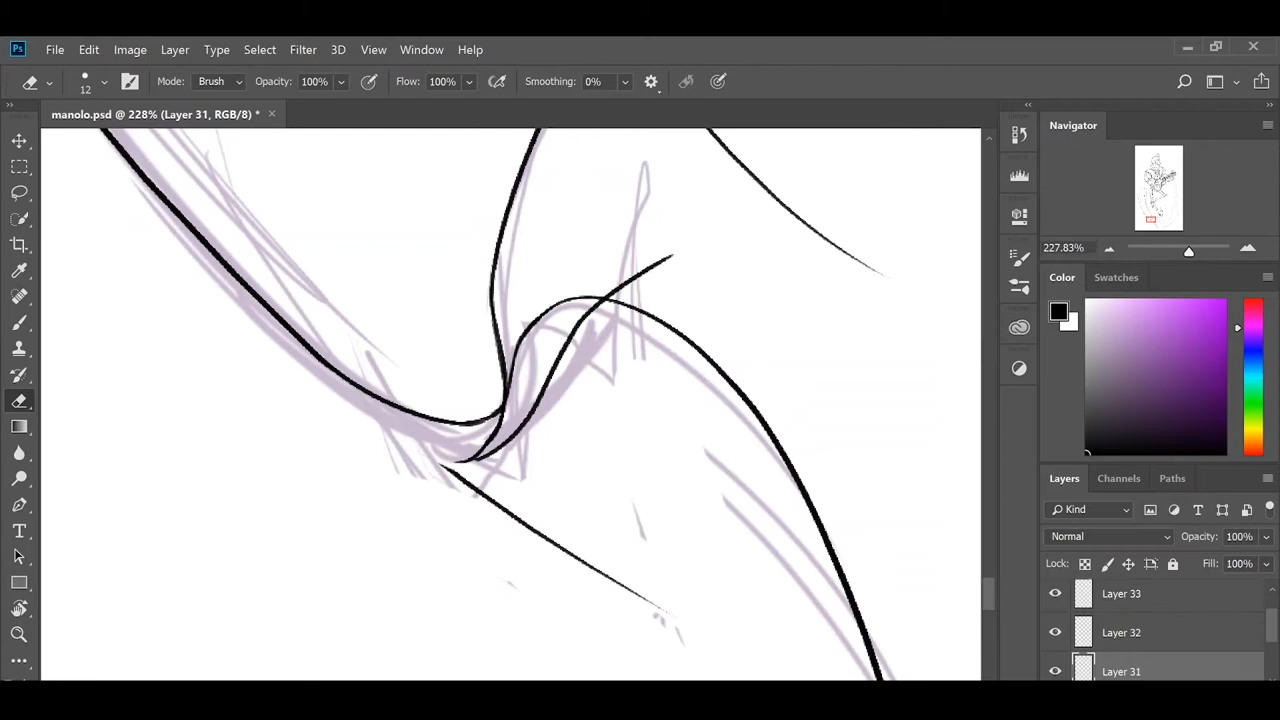 Ps File Edit Image Layer Type Select Filter 3D View Window Help
12 Mode: Brush Opacity: 100% Flow: 100% Smoothing: 0%
manolo.psd @ 228% (Layer 31, RGB/8) *
Navigator
227.83%
Color Swatches
Layers Channels Paths
Kind
Normal Opacity: 100%
Lock: Fill: 100%
Layer 33
Layer 32
Layer 31